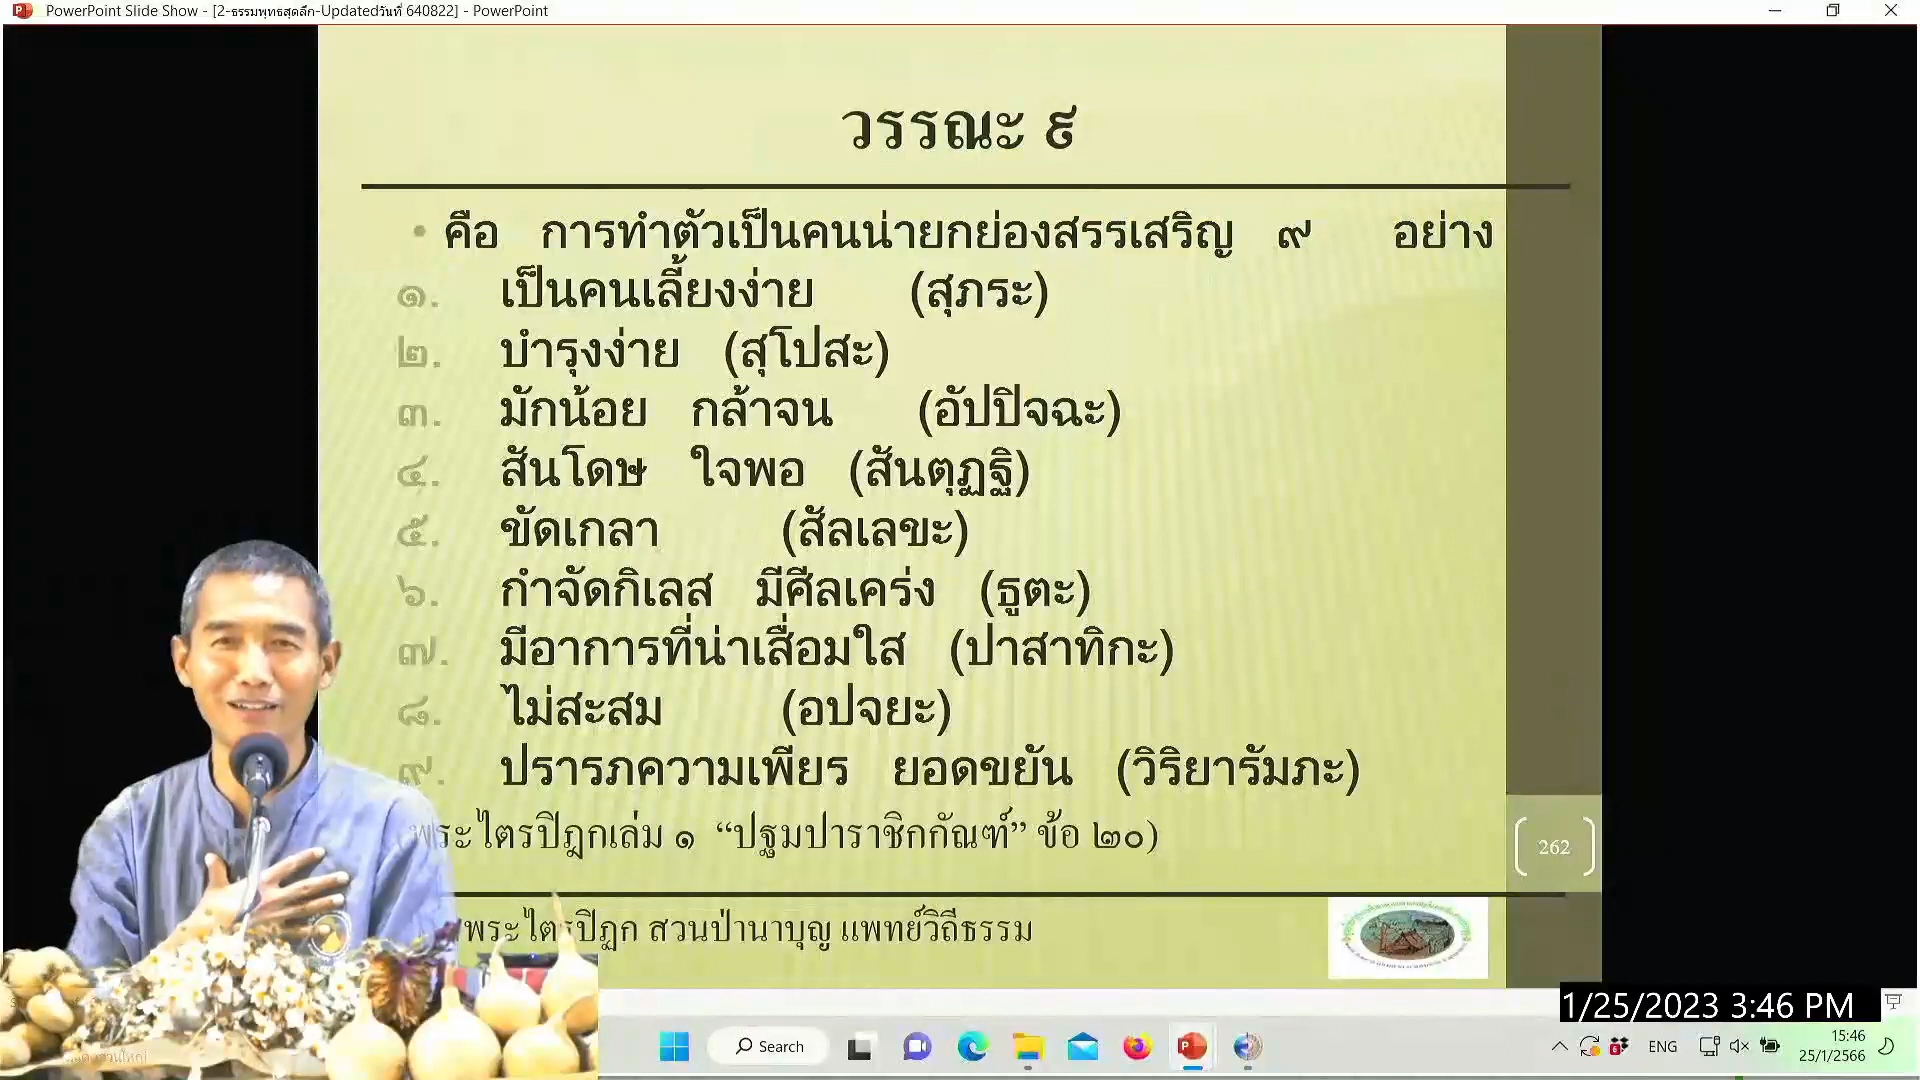 PowerPoint Slide Show - [2-ธรรมพุทธสุดลึก-Updatedวันที่ 640822] - PowerPoint
วรรณะ ๙
• คือ การทำตัวเป็นคนน่ายกย่องสรรเสริญ ๙ อย่าง
๑. เป็นคนเลี้ยงง่าย (สุภระ)
๒. บำรุงง่าย (สุโปสะ)
๓. มักน้อย กล้าจน (อัปปิจฉะ)
๔. สันโดษ ใจพอ (สันตุฏฐิ)
๕. ขัดเกลา (สัลเลขะ)
๖. กำจัดกิเลส มีศีลเคร่ง (ธูตะ)
๗. มีอาการที่น่าเลื่อมใส (ปาสาทิกะ)
๘. ไม่สะสม (อปจยะ)
๙. ปรารภความเพียร ยอดขยัน (วิริยารัมภะ)
พระไตรปิฎกเล่ม ๑ “ปฐมปาราชิกกัณฑ์” ข้อ ๒๐)
262
พระไตรปิฎก สวนป่านาบุญ แพทย์วิถีธรรม
1/25/2023 3:46 PM
Search
ENG
15:46
25/1/2566